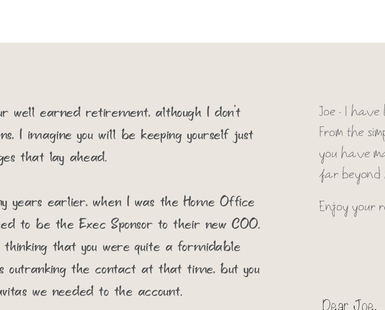 ur well earned retirement, although I don't
ns, I imagine you will be keeping yourself just
ges that lay ahead.
y years earlier, when I was the Home Office
ed to be the Exec Sponsor to their new COO.
thinking that you were quite a formidable
s outranking the contact at that time, but you
avitas we needed to the account.
Joe - I have
From the simp
you have ma
far beyond
Enjoy your r
Dear Joe,